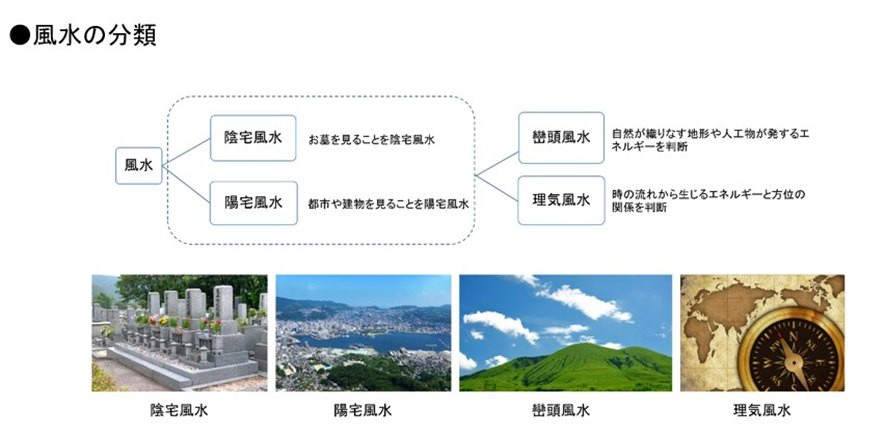 ●風水の分類
風水
陰宅風水
お墓を見ることを陰宅風水
陽宅風水
都市や建物を見ることを陽宅風水
巒頭風水
自然が織りなす地形や人工物が発するエ
ネルギーを判断
理気風水
時の流れから生じるエネルギーと方位の
関係を判断
陰宅風水
陽宅風水
巒頭風水
理気風水
N
E
W